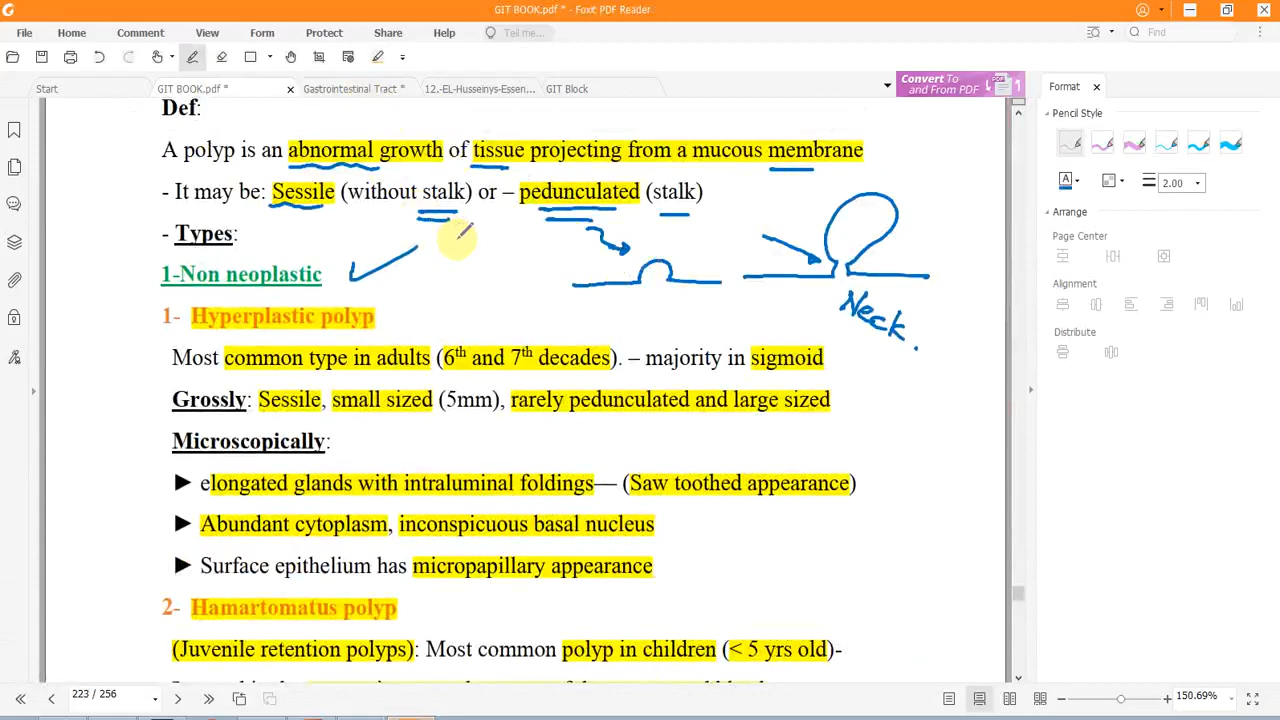 GIT BOOK.pdf * - Foxit PDF Reader
File Home Comment View Form Protect Share Help Tell me... Find
Start GIT BOOK.pdf * Gastrointestinal Tract * 12.-EL-Husseinys-Essen... GIT Block
Convert To
and From PDF
Format
Pencil Style
2.00
Arrange
Page Center
Alignment
Distribute
Def:
A polyp is an abnormal growth of tissue projecting from a mucous membrane
- It may be: Sessile (without stalk) or – pedunculated (stalk)
- Types:
Neck.
1-Non neoplastic
1- Hyperplastic polyp
Most common type in adults (6th and 7th decades). – majority in sigmoid
Grossly: Sessile, small sized (5mm), rarely pedunculated and large sized
Microscopically:
► elongated glands with intraluminal foldings— (Saw toothed appearance)
► Abundant cytoplasm, inconspicuous basal nucleus
► Surface epithelium has micropapillary appearance
2- Hamartomatus polyp
(Juvenile retention polyps): Most common polyp in children (< 5 yrs old)-
223 / 256
150.69%